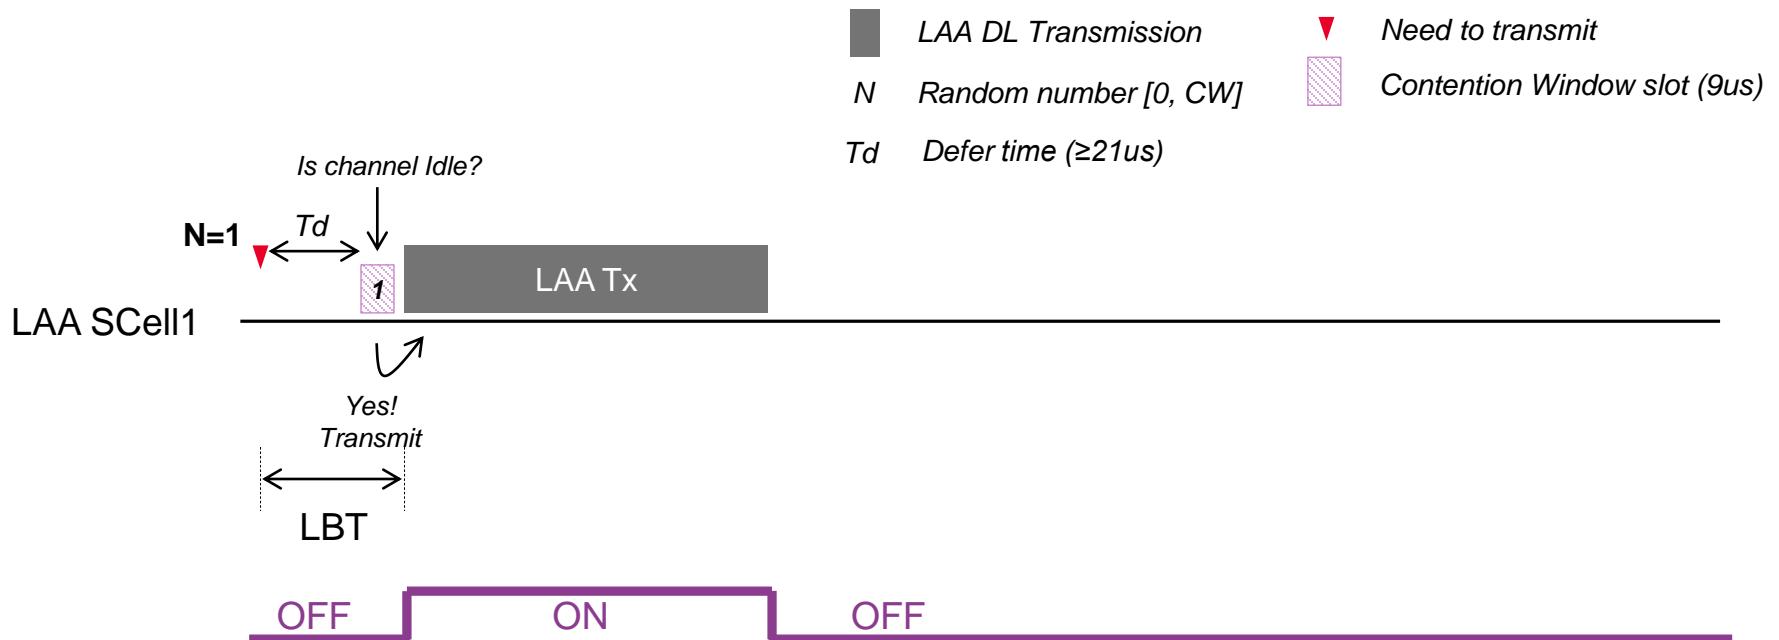 LAA DL Transmission
Need to transmit
N Random number [0, CW]
Contention Window slot (9us)
Td Defer time (≥21us)
Is channel Idle?
N=1
Td
1
LAA Tx
LAA SCell1
Yes!
Transmit
LBT
OFF ON OFF